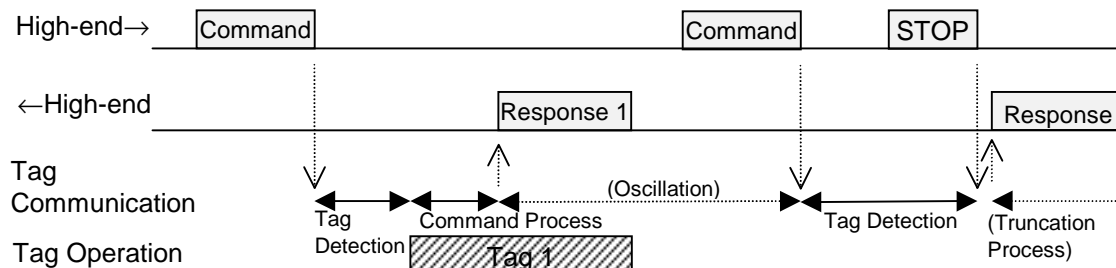 High-end→ Command Command STOP
←High-end Response 1 Response
Tag
Communication
(Oscillation)
Tag
Detection
Command Process
Tag Detection
(Truncation
Process)
Tag Operation
Tag 1